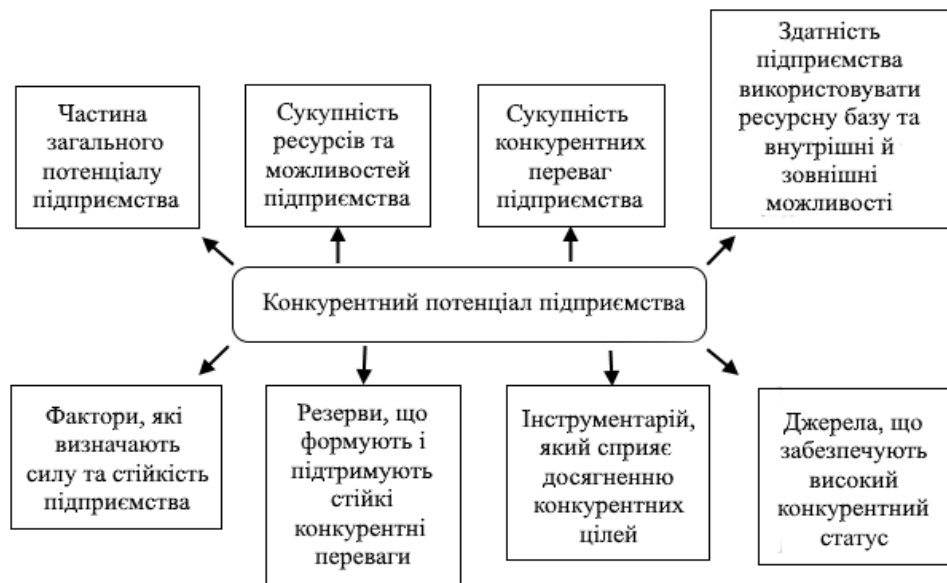 Частина
загального
потенціалу
підприємства
Сукупність
ресурсів та
можливостей
підприємства
Сукупність
конкурентних
переваг
підприємства
Здатність
підприємства
використовувати
ресурсну базу та
внутрішні й
зовнішні
можливості
Конкурентний потенціал підприємства
Фактори, які
визначають
силу та стійкість
підприємства
Резерви, що
формують і
підтримують
стійкі
конкурентні
переваги
Інструментарій,
який сприяє
досягненню
конкурентних
цілей
Джерела, що
забезпечують
високий
конкурентний
статус